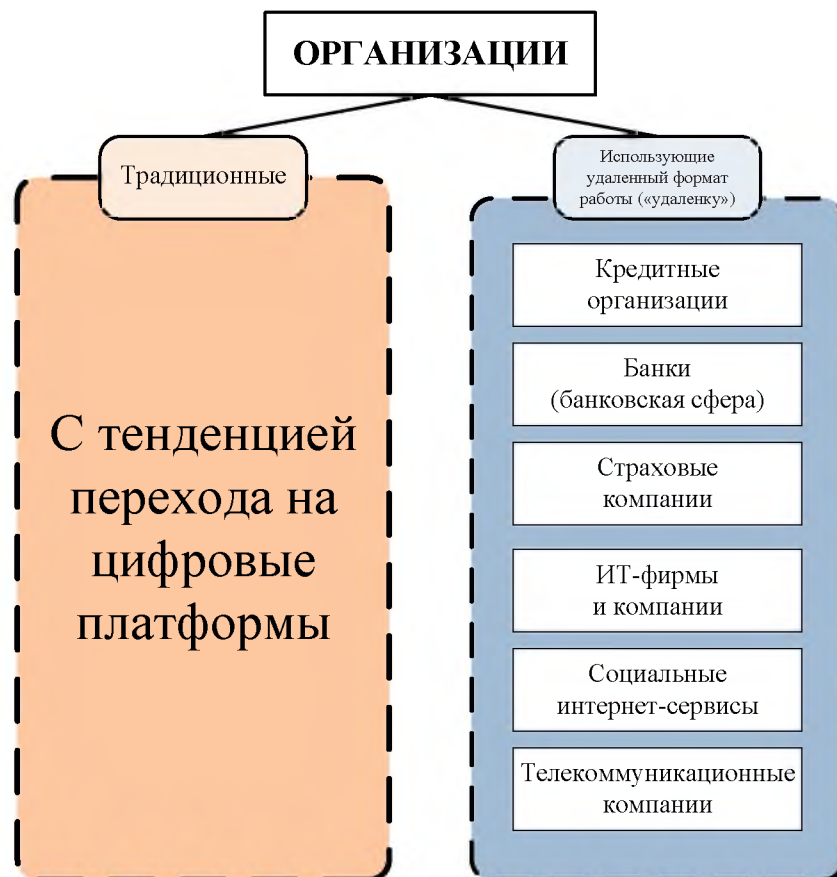 ОРГАНИЗАЦИИ
Традиционные
С тенденцией
перехода на
цифровые
платформы
Использующие
удаленный формат
работы («удаленку»)
Кредитные
организации
Банки
(банковская сфера)
Страховые
компании
ИТ-фирмы
и компании
Социальные
интернет-сервисы
Телекоммуникационные
компании